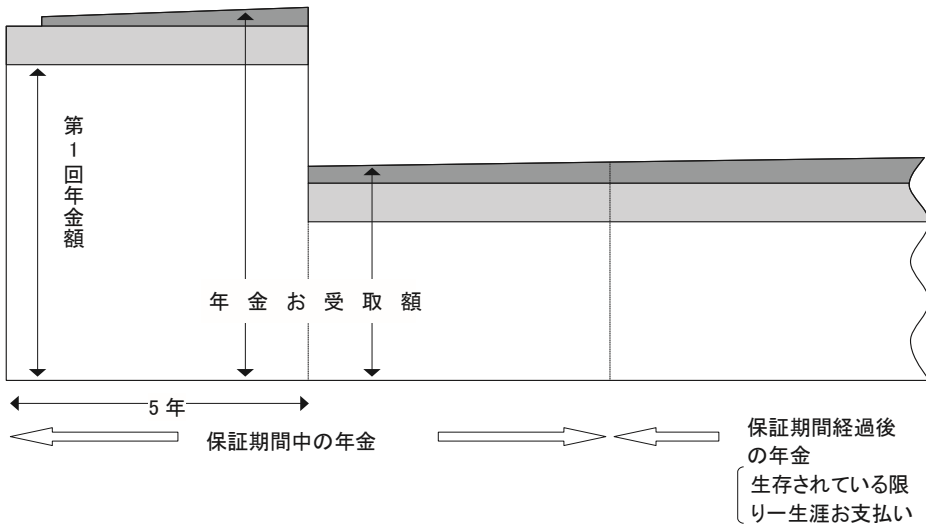 第1回年金額
年金お受取額
5年
保証期間中の年金
保証期間経過後
の年金
生存されている限
り一生涯お支払い